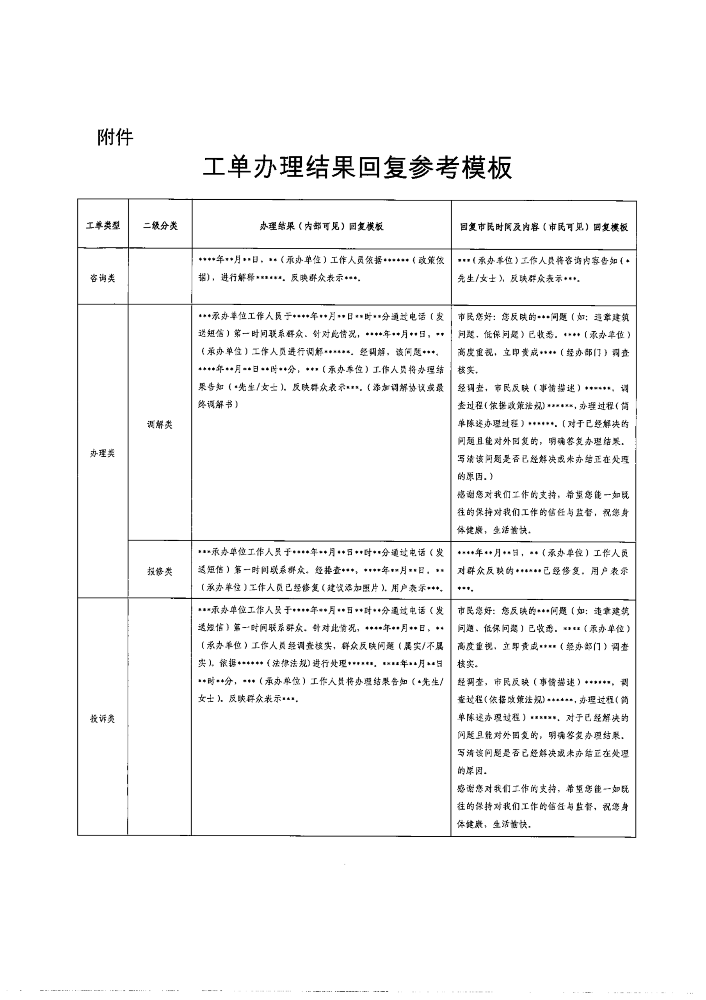 附件
工单办理结果回复参考模板
工单类型
二级分类
办理结果（内部可见）回复模板
回复市民时间及内容（市民可见）回复模板
咨询类
****年**月**日，**（承办单位）工作人员依据******（政策依
据），进行解释******。反映群众表示***。
***（承办单位）工作人员将咨询内容告知（*
先生/女士），反映群众表示***。
办理类
调解类
***承办单位工作人员于****年**月**日**时**分通过电话（发
送短信）第一时间联系群众。针对此情况，****年**月**日，**
（承办单位）工作人员进行调解******。经调解，该问题***。
****年**月**日**时**分，***（承办单位）工作人员将办理结
果告知（*先生/女士）。反映群众表示***。（添加调解协议或最
终调解书）
市民您好：您反映的***问题（如：违章建筑
问题、低保问题）已收悉。****（承办单位）
高度重视，立即责成****（经办部门）调查
核实。
经调查，市民反映（事情描述）******，调
查过程（依据政策法规）******，办理过程（简
单陈述办理过程）******。（对于已经解决的
问题且能对外回复的，明确答复办理结果。
写清该问题是否已经解决或未办结正在处理
的原因。）
感谢您对我们工作的支持，希望您能一如既
往的保持对我们工作的信任与监督，祝您身
体健康，生活愉快。
报修类
***承办单位工作人员于****年**月**日**时**分通过电话（发
送短信）第一时间联系群众。经排查***，****年**月**日，**
（承办单位）工作人员已经修复（建议添加照片）。用户表示***。
****年**月**日，**（承办单位）工作人员
对群众反映的******已经修复。用户表示
***。
投诉类
***承办单位工作人员于****年**月**日**时**分通过电话（发
送短信）第一时间联系群众。针对此情况，****年**月**日，**
（承办单位）工作人员经调查核实，群众反映问题（属实/不属
实）。依据******（法律法规）进行处理******。****年**月**日
**时**分，***（承办单位）工作人员将办理结果告知（*先生/
女士）。反映群众表示***。
市民您好：您反映的***问题（如：违章建筑
问题、低保问题）已收悉。****（承办单位）
高度重视，立即责成****（经办部门）调查
核实。
经调查，市民反映（事情描述）******，调
查过程（依据政策法规）******，办理过程（简
单陈述办理过程）******。对于已经解决的
问题且能对外回复的，明确答复办理结果。
写清该问题是否已经解决或未办结正在处理
的原因。
感谢您对我们工作的支持，希望您能一如既
往的保持对我们工作的信任与监督，祝您身
体健康，生活愉快。